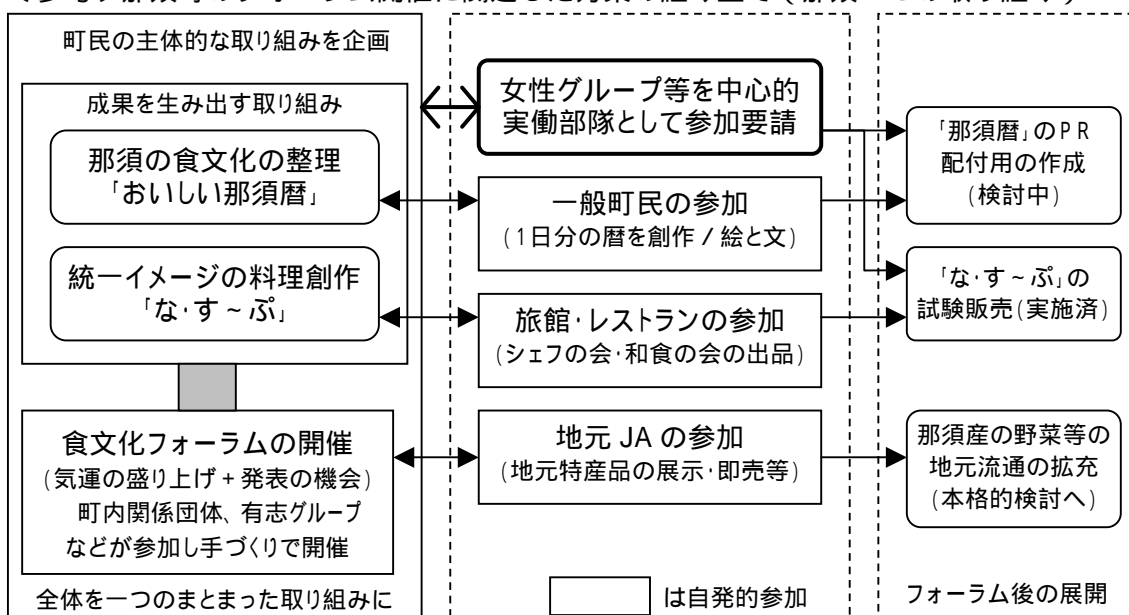 町民の主体的な取り組みを企画
成果を生み出す取り組み
那須の食文化の整理
「おいしい那須暦」
統一イメージの料理創作
「な・す～ぷ」
食文化フォーラムの開催
(気運の盛り上げ+発表の機会)
町内関係団体、有志グループ
などが参加し手づくりで開催
全体を一つのまとまった取り組みに
女性グループ等を中心的
実働部隊として参加要請
一般町民の参加
(1日分の暦を創作/絵と文)
旅館・レストランの参加
(シェフの会・和食の会の出品)
地元JAの参加
(地元特産品の展示・即売等)
は自発的参加
「那須暦」のPR
配付用の作成
(検討中)
「な・す～ぷ」の
試験販売(実施済)
那須産の野菜等の
地元流通の拡充
(本格的検討へ)
フォーラム後の展開